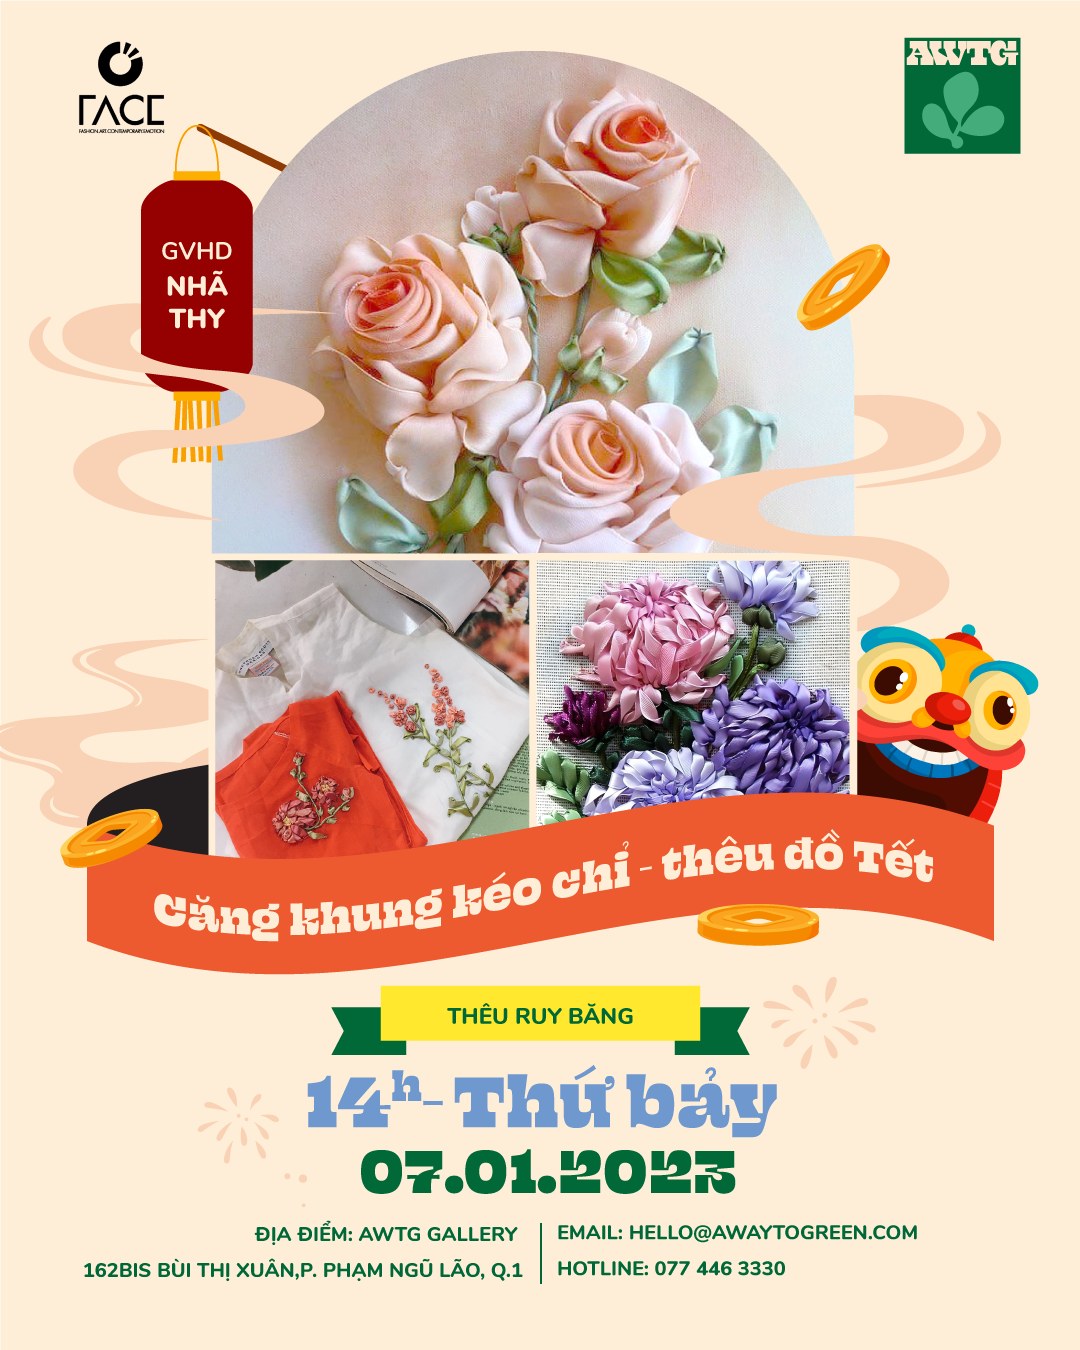 FACE
FASHION.ART.CONTEMPORARY.EMOTION
AWTG
GVHD
NHÃ
THY
Căng khung kéo chỉ - thêu đồ Tết
THÊU RUY BĂNG
14h- Thứ bảy
07.01.2023
ĐỊA ĐIỂM: AWTG GALLERY
162BIS BÙI THỊ XUÂN,P. PHẠM NGŨ LÃO, Q.1
EMAIL: HELLO@AWAYTOGREEN.COM
HOTLINE: 077 446 3330